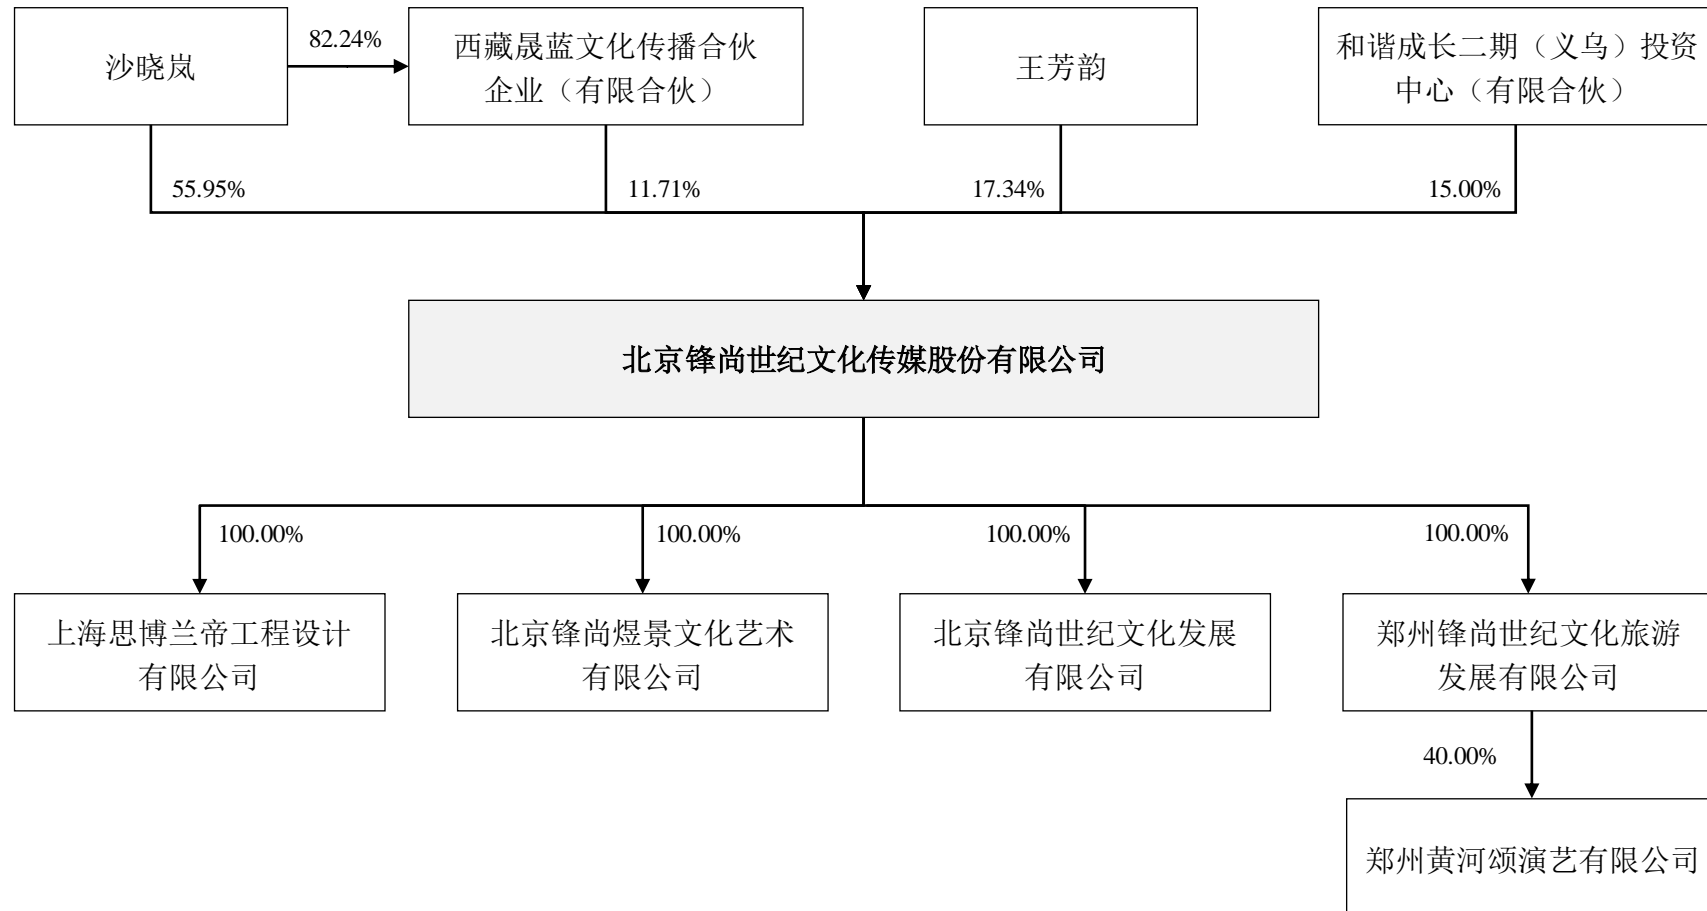 沙晓岚
82.24%
西藏晟蓝文化传播合伙
企业（有限合伙）
王芳韵
和谐成长二期（义乌）投资
中心（有限合伙）
55.95%
11.71%
17.34%
15.00%
北京锋尚世纪文化传媒股份有限公司
100.00%
100.00%
100.00%
100.00%
上海思博兰帝工程设计
有限公司
北京锋尚煜景文化艺术
有限公司
北京锋尚世纪文化发展
有限公司
郑州锋尚世纪文化旅游
发展有限公司
40.00%
郑州黄河颂演艺有限公司